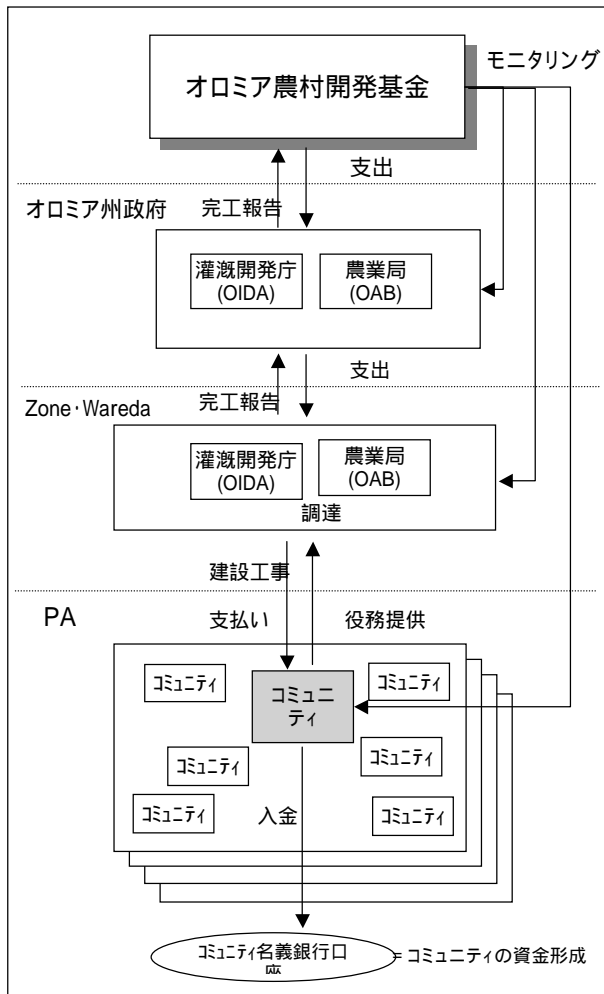 オロミア農村開発基金
モニタリング
支出
オロミア州政府
完工報告
灌漑開発庁
(OIDA)
農業局
(OAB)
支出
Zone・Wareda
完工報告
灌漑開発庁
(OIDA)
農業局
(OAB)
調達
建設工事
PA
支払い
役務提供
コミュニティ
コミュニ
ティ
コミュニティ
コミュニティ
コミュニティ
コミュニティ
コミュニティ
入金
コミュニティ名義銀行口
座
= コミュニティの資金形成